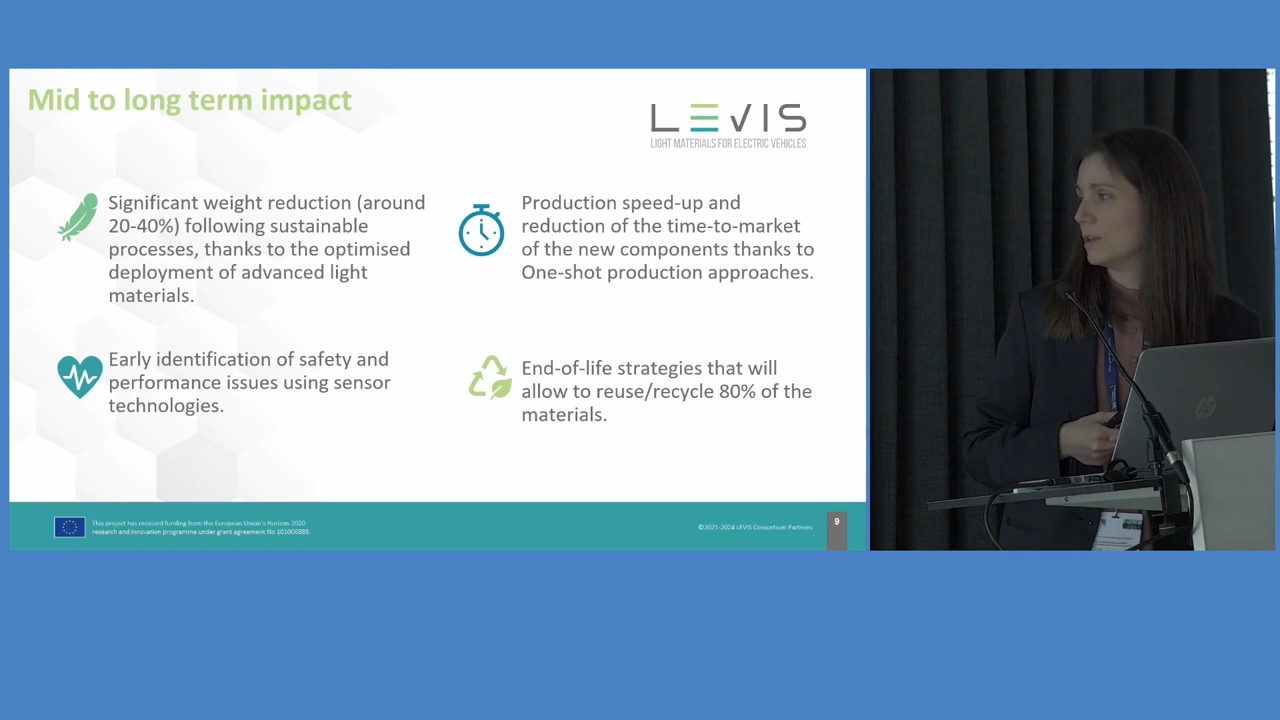 Mid to long term impact
LEVIS
LIGHT MATERIALS FOR ELECTRIC VEHICLES
Significant weight reduction (around
20-40%) following sustainable
processes, thanks to the optimised
deployment of advanced light
materials.
Production speed-up and
reduction of the time-to-market
of the new components thanks to
One-shot production approaches.
Early identification of safety and
performance issues using sensor
technologies.
End-of-life strategies that will
allow to reuse/recycle 80% of the
materials.
This project has received funding from the European Union's Horizon 2020
research and innovation programme under grant agreement No 101006888.
©2021-2024 LEVIS Consortium Partners
9
hp